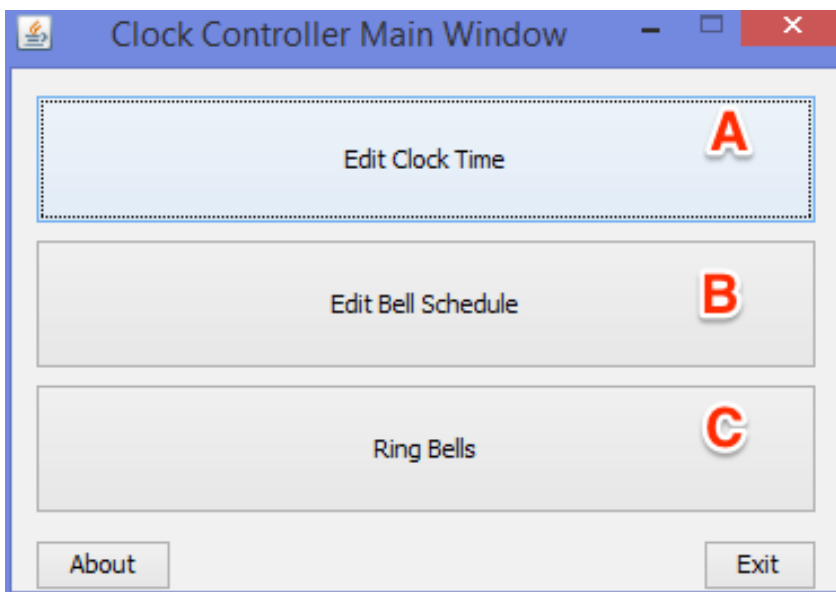 Clock Controller Main Window
Edit Clock Time A
Edit Bell Schedule B
Ring Bells C
About Exit